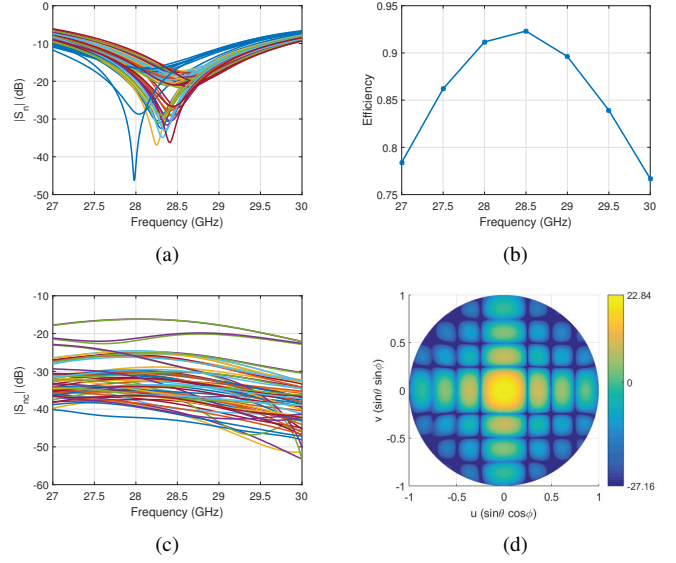 0
-10
-20
-30
-40
-50
|S_n| (dB)
27 27.5 28 28.5 29 29.5 30
Frequency (GHz)
(a)
0.95
0.9
0.85
0.8
0.75
Efficiency
27 27.5 28 28.5 29 29.5 30
Frequency (GHz)
(b)
-10
-20
-30
-40
-50
-60
|S_nc| (dB)
27 27.5 28 28.5 29 29.5 30
Frequency (GHz)
(c)
1
0.5
0
-0.5
-1
v (sinθ sinϕ)
-1 -0.5 0 0.5 1
u (sinθ cosϕ)
22.84
0
-27.16
(d)